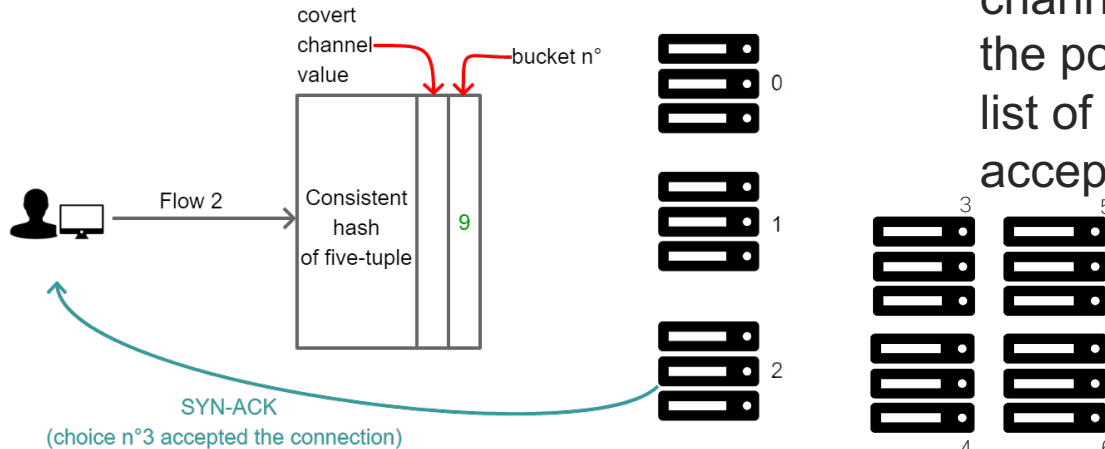 covert
channel
value
bucket n°
the po
list of
accep
0
Flow 2
Consistent
hash
of five-tuple
9
1
3
2
SYN-ACK
(choice n°3 accepted the connection)